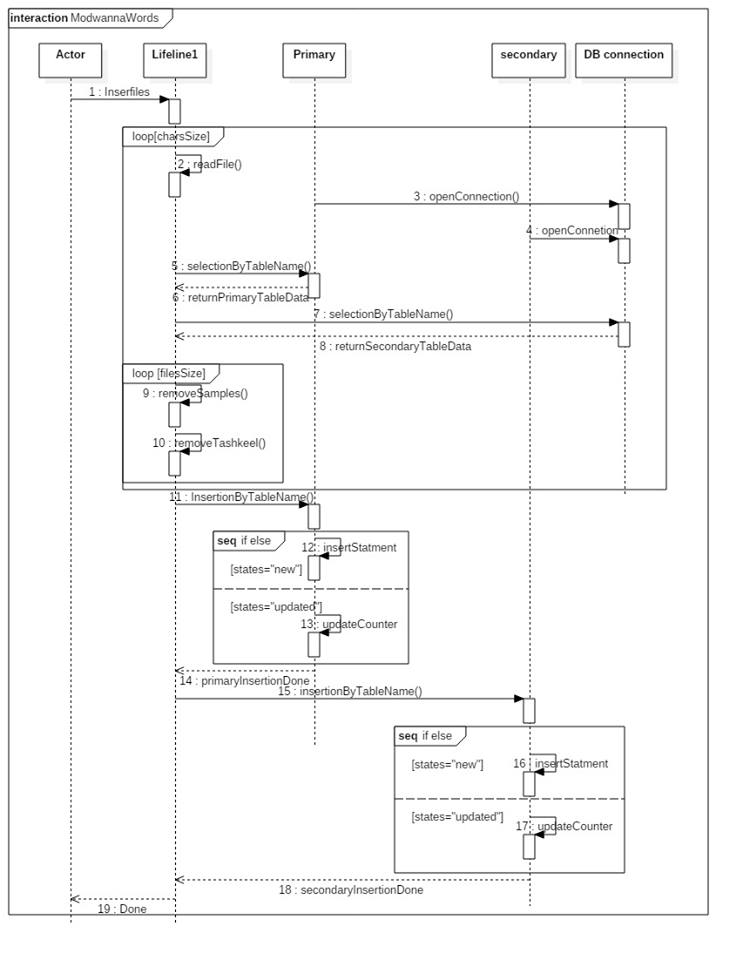 interaction ModwannaWords
Actor
Lifeline1
Primary
secondary
DB connection
1 : Inserfiles
loop[charsSize]
2 : readFile()
3 : openConnection()
4 : openConnetion
5 : selectionByTableName()
6 : returnPrimaryTableData
7 : selectionByTableName()
8 : returnSecondaryTableData
loop [filesSize]
9 : removeSamples()
10 : removeTashkeel()
11 : InsertionByTableName()
seq if else
12 : insertStatment
[states="new"]
[states="updated"]
13 : updateCounter
14 : primaryInsertionDone
15 : insertionByTableName()
seq if else
[states="new"]
16 : insertStatment
[states="updated"]
17 : updateCounter
18 : secondaryInsertionDone
19 : Done